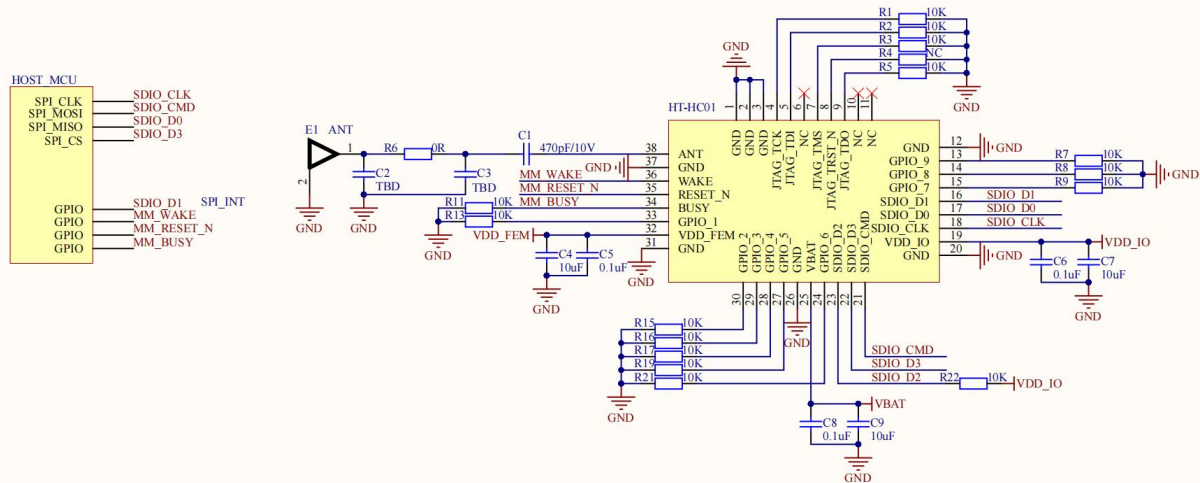 R1 10K
R2 10K
R3 10K
R4 NC
R5 10K
GND
GND
HOST_MCU
SPI_CLK SDIO_CLK
SPI_MOSI SDIO_CMD
SPI_MISO SDIO_D0
SPI_CS SDIO_D3
GPIO SDIO_D1 SPI_INT
GPIO MM_WAKE
GPIO MM_RESET_N
GPIO MM_BUSY
E1 ANT
1
2
GND
R6 0R
C2
TBD
GND
C3
TBD
C1 470pF/10V
GND
MM_WAKE
MM_RESET_N
MM_BUSY
R11 10K
R13 10K
GND
VDD_FEM
C4
10uF
C5
0.1uF
GND
GND
HT-HC01
1 GND
2 GND
3 GND
4 JTAG_TCK
5 JTAG_TDI
6 NC
7 JTAG_TMS
8 JTAG_TRST_N
9 JTAG_TDO
10 NC
11 NC
38 ANT
37 GND
36 WAKE
35 RESET_N
34 BUSY
33 GPIO_1
32 VDD_FEM
31 GND
GND 12
GPIO_9 13
GPIO_8 14
GPIO_7 15
SDIO_D1 16
SDIO_D0 17
SDIO_CLK 18
VDD_IO 19
GND 20
GPIO_2 30
GPIO_3 29
GPIO_4 28
GPIO_5 27
GND 26
VBAT 25
GPIO_6 24
SDIO_D2 23
SDIO_D3 22
SDIO_CMD 21
GND
R7 10K
R8 10K
R9 10K
GND
SDIO_D1
SDIO_D0
SDIO_CLK
GND
VDD_IO
C6
0.1uF
C7
10uF
GND
R15 10K
R16 10K
R17 10K
R19 10K
R21 10K
GND
GND
SDIO_CMD
SDIO_D3
SDIO_D2 R22 10K VDD_IO
VBAT
C8
0.1uF
C9
10uF
GND